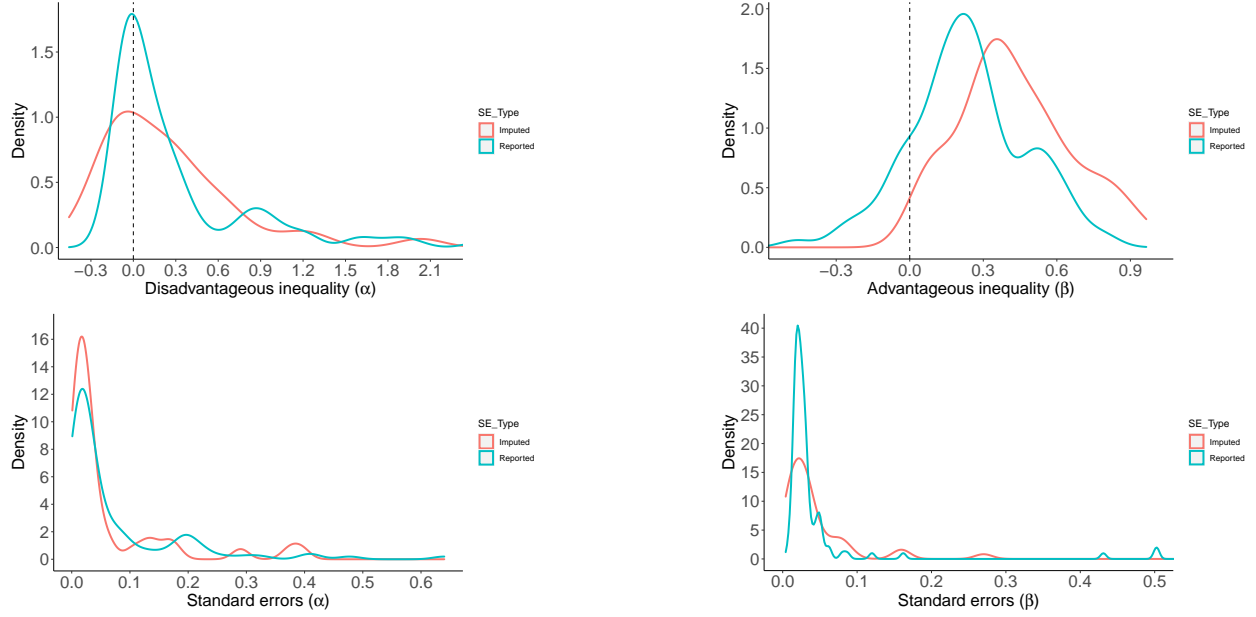 Density
1.5
1.0
0.5
0.0
−0.3 0.0 0.3 0.6 0.9 1.2 1.5 1.8 2.1
Disadvantageous inequality (α)
SE_Type
Imputed
Reported
Density
2.0
1.5
1.0
0.5
0.0
−0.3 0.0 0.3 0.6 0.9
Advantageous inequality (β)
SE_Type
Imputed
Reported
Density
16
14
12
10
8
6
4
2
0
0.0 0.1 0.2 0.3 0.4 0.5 0.6
Standard errors (α)
SE_Type
Imputed
Reported
Density
40
35
30
25
20
15
10
5
0
0.0 0.1 0.2 0.3 0.4 0.5
Standard errors (β)
SE_Type
Imputed
Reported